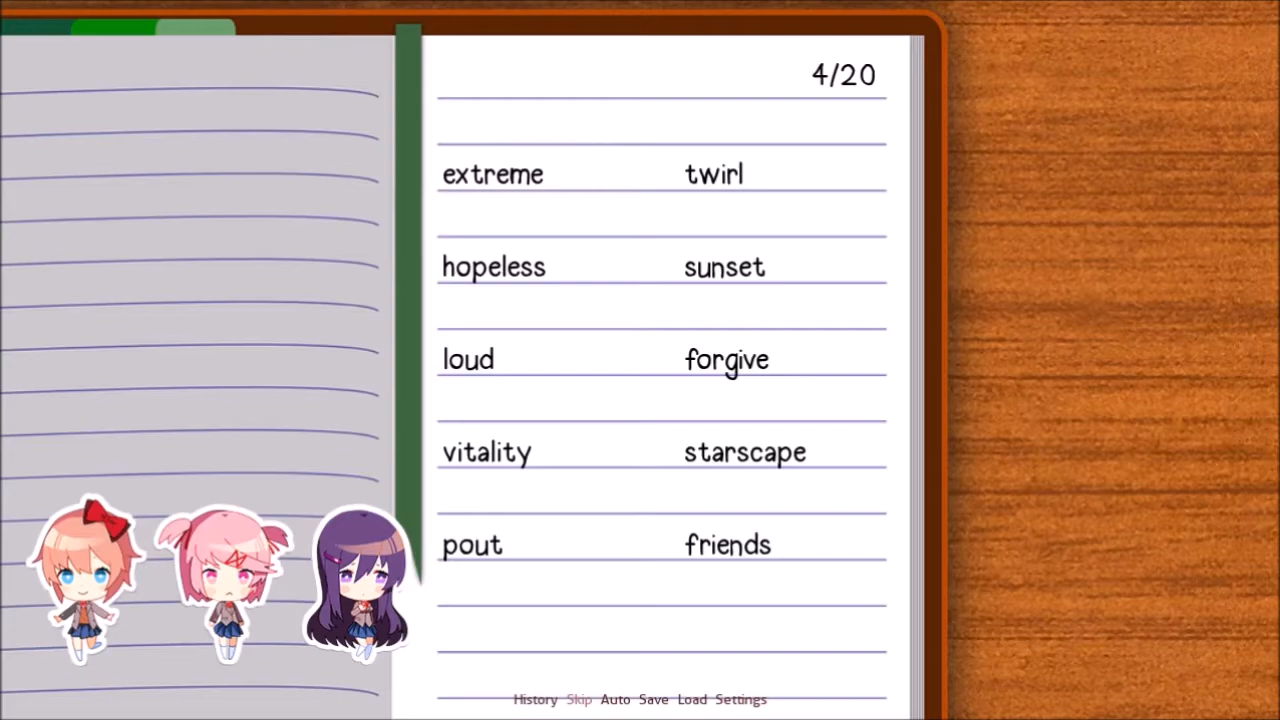 4/20
extreme twirl
hopeless sunset
loud forgive
vitality starscape
pout friends
History Skip Auto Save Load Settings